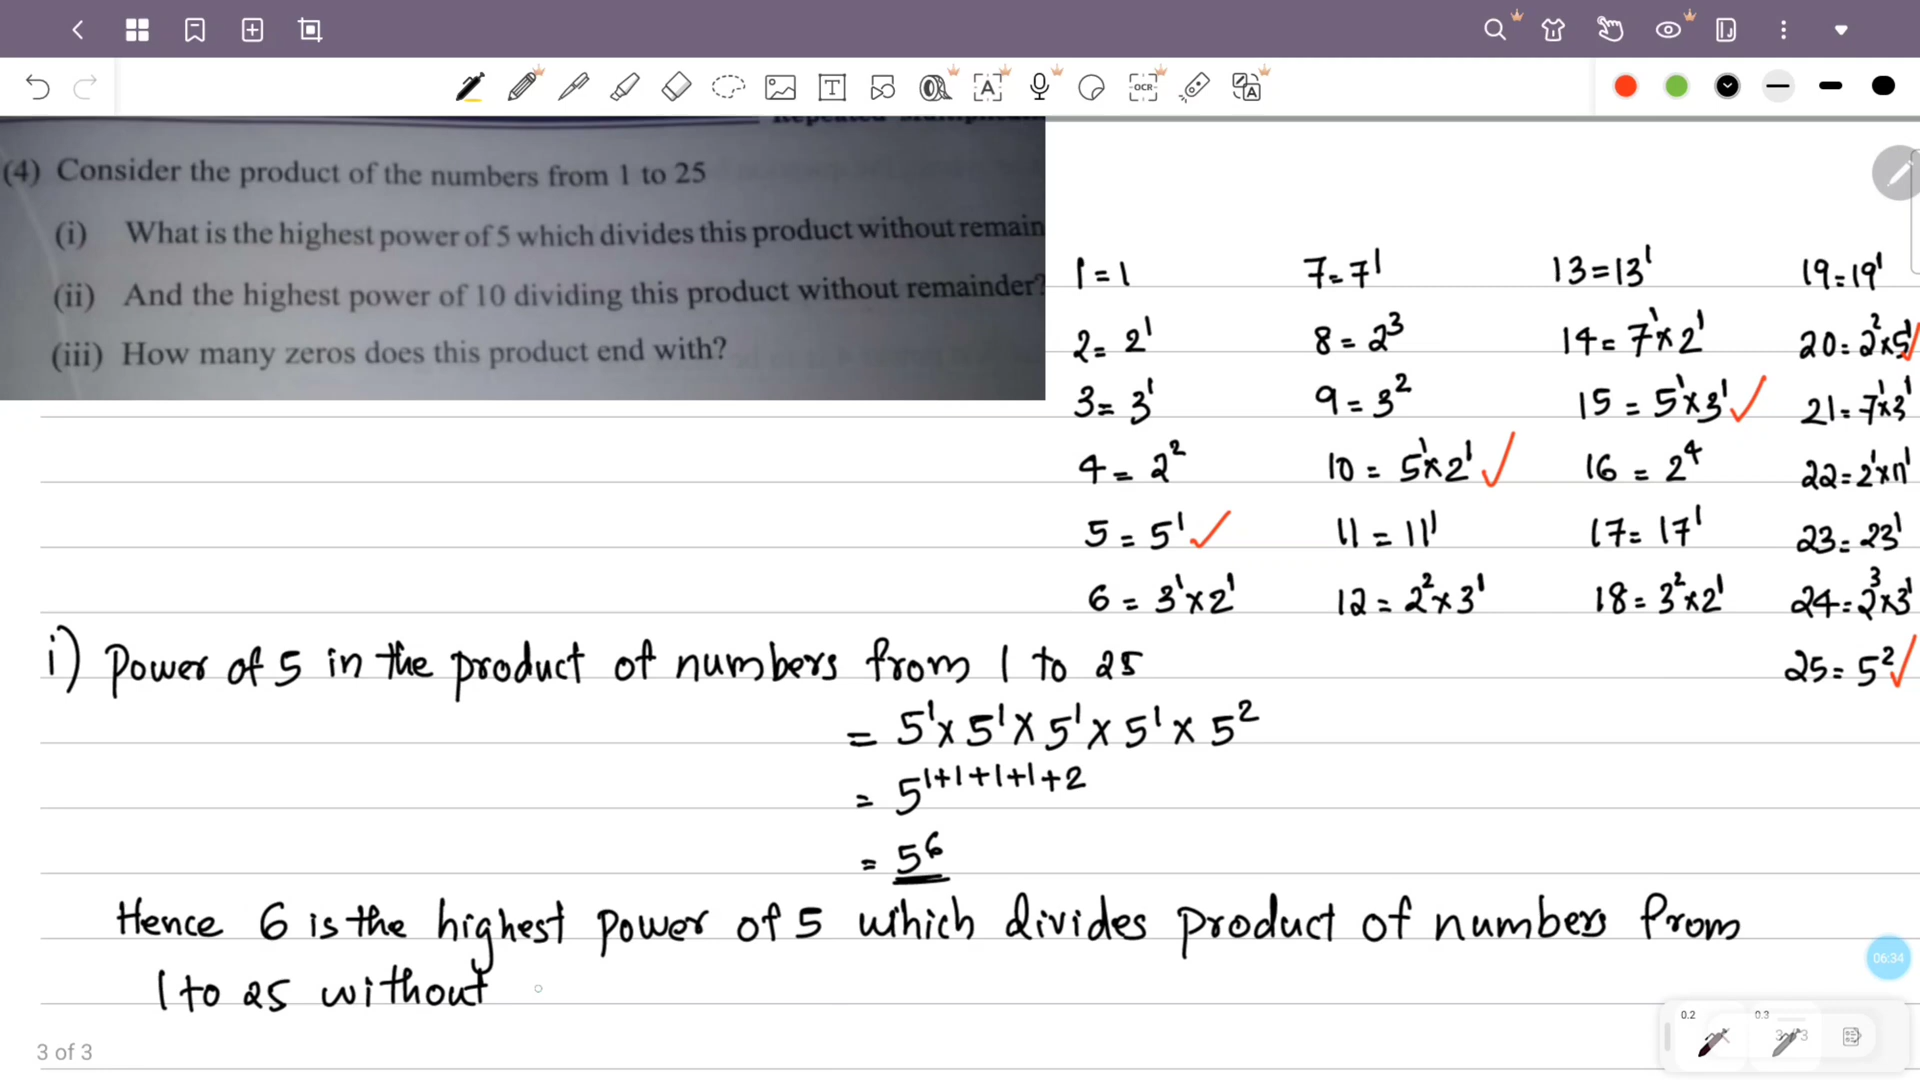 (4) Consider the product of the numbers from 1 to 25
(i) What is the highest power of 5 which divides this product without remain
(ii) And the highest power of 10 dividing this product without remainder?
(iii) How many zeros does this product end with?
1 = 1
2 = 2¹
3 = 3¹
4 = 2²
5 = 5¹ ✓
6 = 3¹×2¹
7 = 7¹
8 = 2³
9 = 3²
10 = 5¹×2¹ ✓
11 = 11¹
12 = 2²×3¹
13 = 13¹
14 = 7¹×2¹
15 = 5¹×3¹ ✓
16 = 2⁴
17 = 17¹
18 = 3²×2¹
19 = 19¹
20 = 2²×5¹ ✓
21 = 7¹×3¹
22 = 2¹×11¹
23 = 23¹
24 = 2³×3¹
25 = 5² ✓
i) Power of 5 in the product of numbers from 1 to 25
= 5¹ × 5¹ × 5¹ × 5¹ × 5²
= 5¹⁺¹⁺¹⁺¹⁺²
= 5⁶
Hence 6 is the highest power of 5 which divides product of numbers from
1 to 25 without
06:34
0.2 0.3
3 of 3